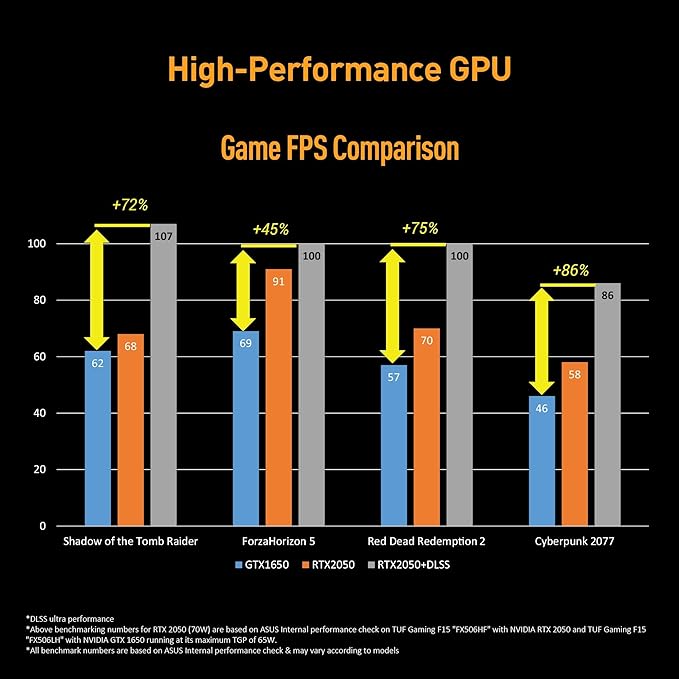 High-Performance GPU
Game FPS Comparison
+72%
+45%
+75%
+86%
100
80
60
40
20
0
62
68
107
69
91
100
57
70
100
46
58
86
Shadow of the Tomb Raider
ForzaHorizon 5
Red Dead Redemption 2
Cyberpunk 2077
GTX1650 RTX2050 RTX2050+DLSS
*DLSS ultra performance
*Above benchmarking numbers for RTX 2050 (70W) are based on ASUS Internal performance check on TUF Gaming F15 "FX506HF" with NVIDIA RTX 2050 and TUF Gaming F15
"FX506LH" with NVIDIA GTX 1650 running at its maximum TGP of 65W.
*All benchmark numbers are based on ASUS Internal performance check & may vary according to models